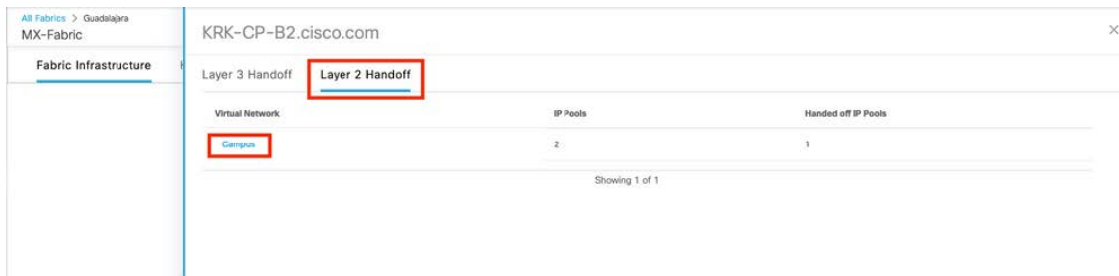 All Fabrics > Guadalajara
MX-Fabric
Fabric Infrastructure
KRK-CP-B2.cisco.com
Layer 3 Handoff
Layer 2 Handoff
Virtual Network
IP Pools
Handed off IP Pools
Campus
2
1
Showing 1 of 1